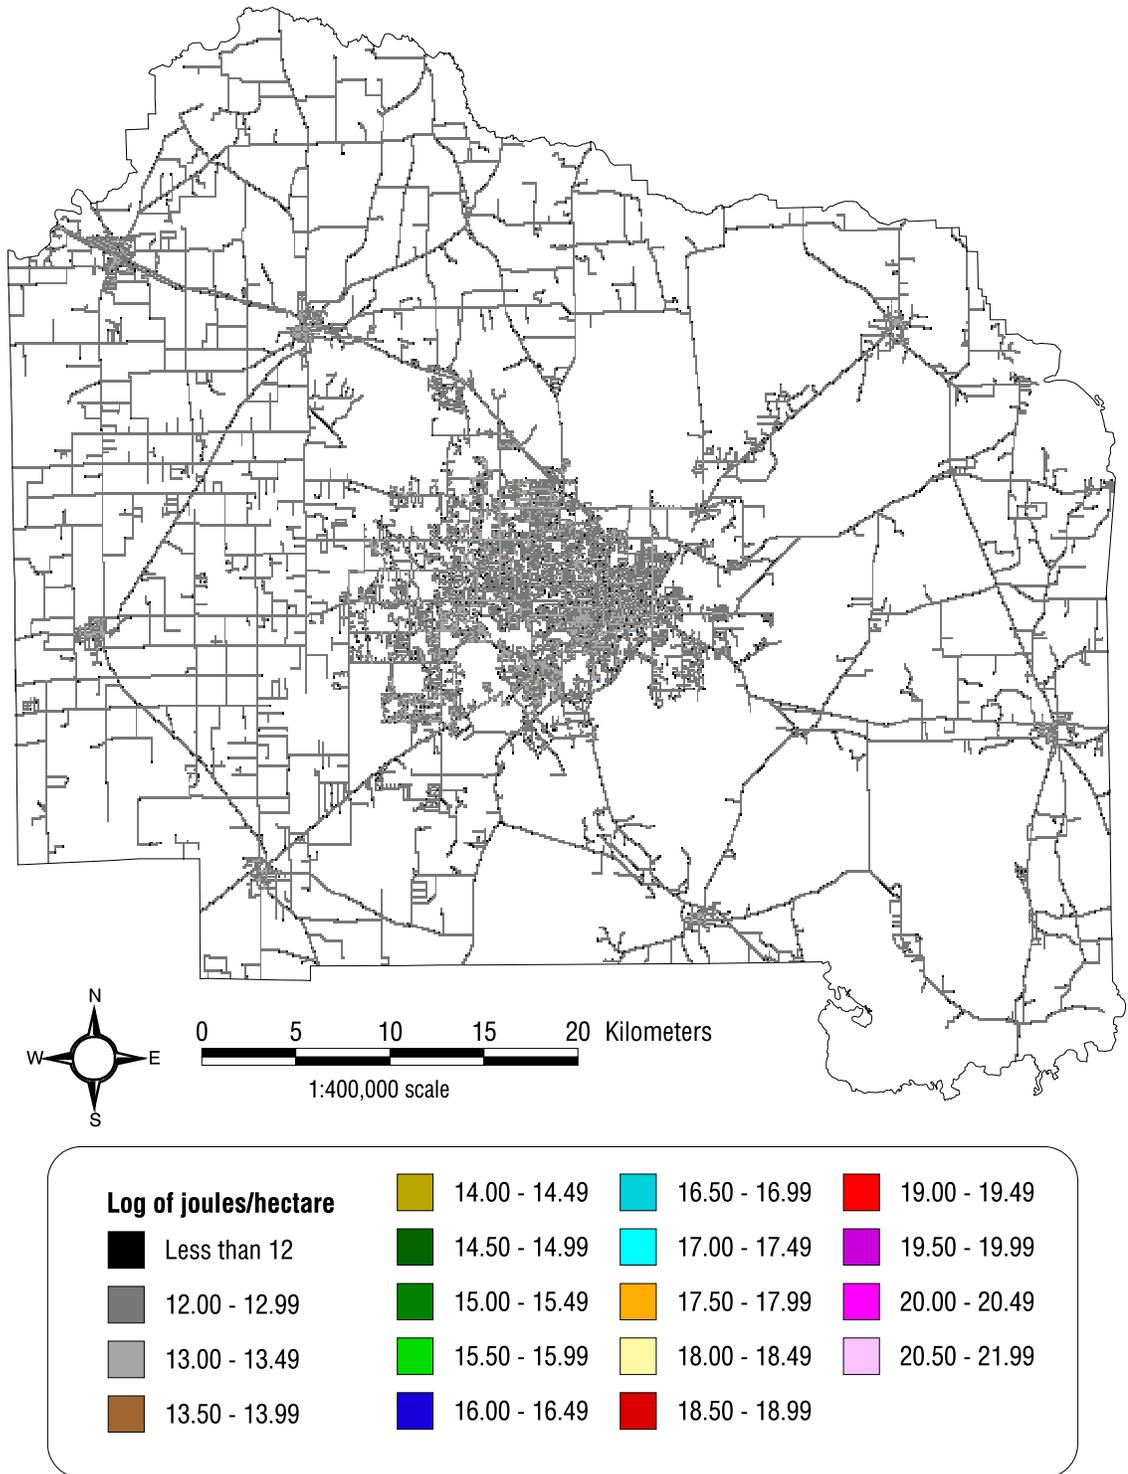 N
W E
S
0 5 10 15 20 Kilometers
1:400,000 scale
Log of joules/hectare
Less than 12
12.00 - 12.99
13.00 - 13.49
13.50 - 13.99
14.00 - 14.49
14.50 - 14.99
15.00 - 15.49
15.50 - 15.99
16.00 - 16.49
16.50 - 16.99
17.00 - 17.49
17.50 - 17.99
18.00 - 18.49
18.50 - 18.99
19.00 - 19.49
19.50 - 19.99
20.00 - 20.49
20.50 - 21.99